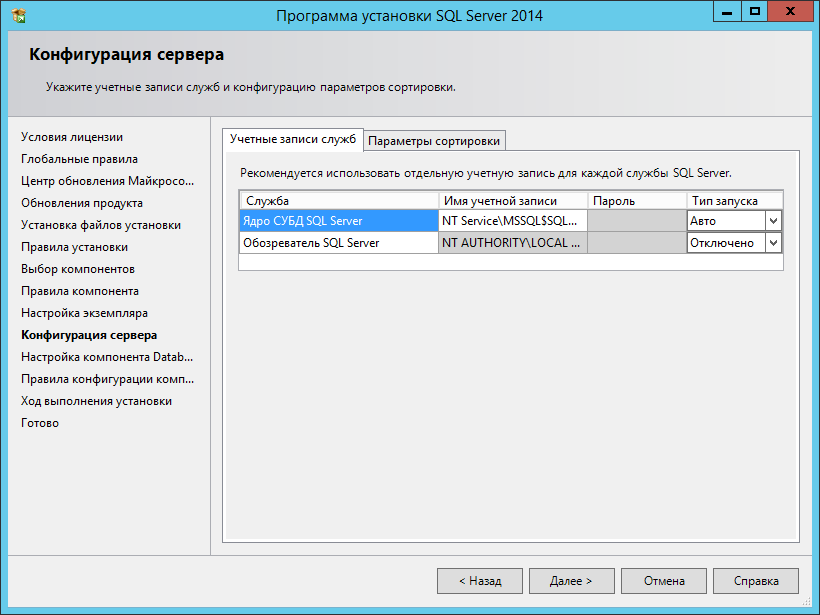 Программа установки SQL Server 2014
Конфигурация сервера
Укажите учетные записи служб и конфигурацию параметров сортировки.
Условия лицензии
Глобальные правила
Центр обновления Майкросо...
Обновления продукта
Установка файлов установки
Правила установки
Выбор компонентов
Правила компонента
Настройка экземпляра
Конфигурация сервера
Настройка компонента Datab...
Правила конфигурации комп...
Ход выполнения установки
Готово
Учетные записи служб Параметры сортировки
Рекомендуется использовать отдельную учетную запись для каждой службы SQL Server.
Служба Имя учетной записи Пароль Тип запуска
Ядро СУБД SQL Server NT Service\MSSQL$SQL... Авто
Обозреватель SQL Server NT AUTHORITY\LOCAL ... Отключено
< Назад Далее > Отмена Справка